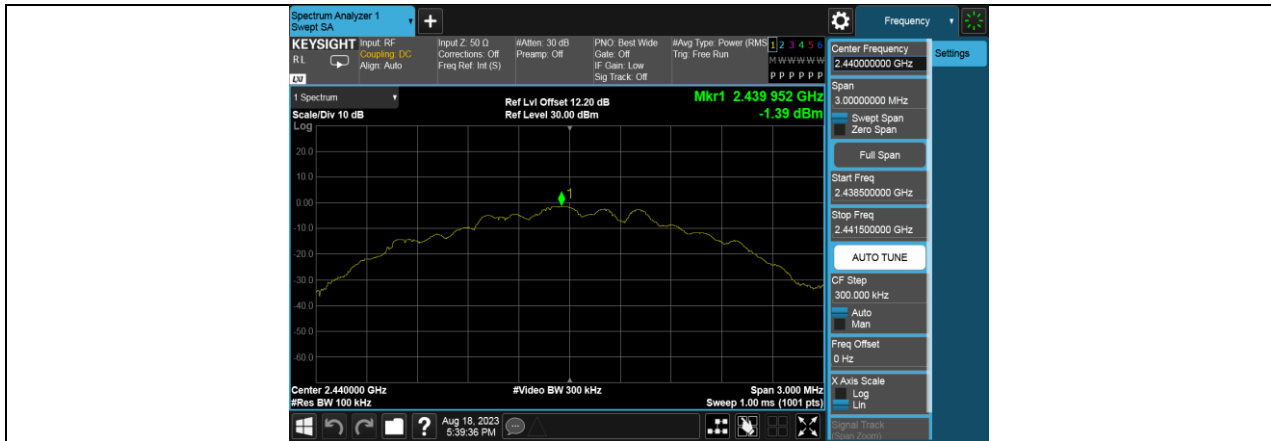 Spectrum Analyzer 1
Swept SA
+
Frequency
KEYSIGHT
RL
LXI
Input: RF
Coupling: DC
Align: Auto
Input Z: 50 Ω
Corrections: Off
Freq Ref: Int (S)
#Atten: 30 dB
Preamp: Off
PNO: Best Wide
Gate: Off
IF Gain: Low
Sig Track: Off
#Avg Type: Power (RMS
Trig: Free Run
1 2 3 4 5 6
M W W W W W
P P P P P P
1 Spectrum
Scale/Div 10 dB
Ref Lvl Offset 12.20 dB
Ref Level 30.00 dBm
Mkr1 2.439 952 GHz
-1.39 dBm
Log
20.0
10.0
0.00
-10.0
-20.0
-30.0
-40.0
-50.0
-60.0
1
Center 2.440000 GHz
#Res BW 100 kHz
#Video BW 300 kHz
Span 3.000 MHz
Sweep 1.00 ms (1001 pts)
?
Aug 18, 2023
5:39:36 PM
Center Frequency
2.440000000 GHz
Settings
Span
3.00000000 MHz
Swept Span
Zero Span
Full Span
Start Freq
2.438500000 GHz
Stop Freq
2.441500000 GHz
AUTO TUNE
CF Step
300.000 kHz
Auto
Man
Freq Offset
0 Hz
X Axis Scale
Log
Lin
Signal Track
(Span Zoom)